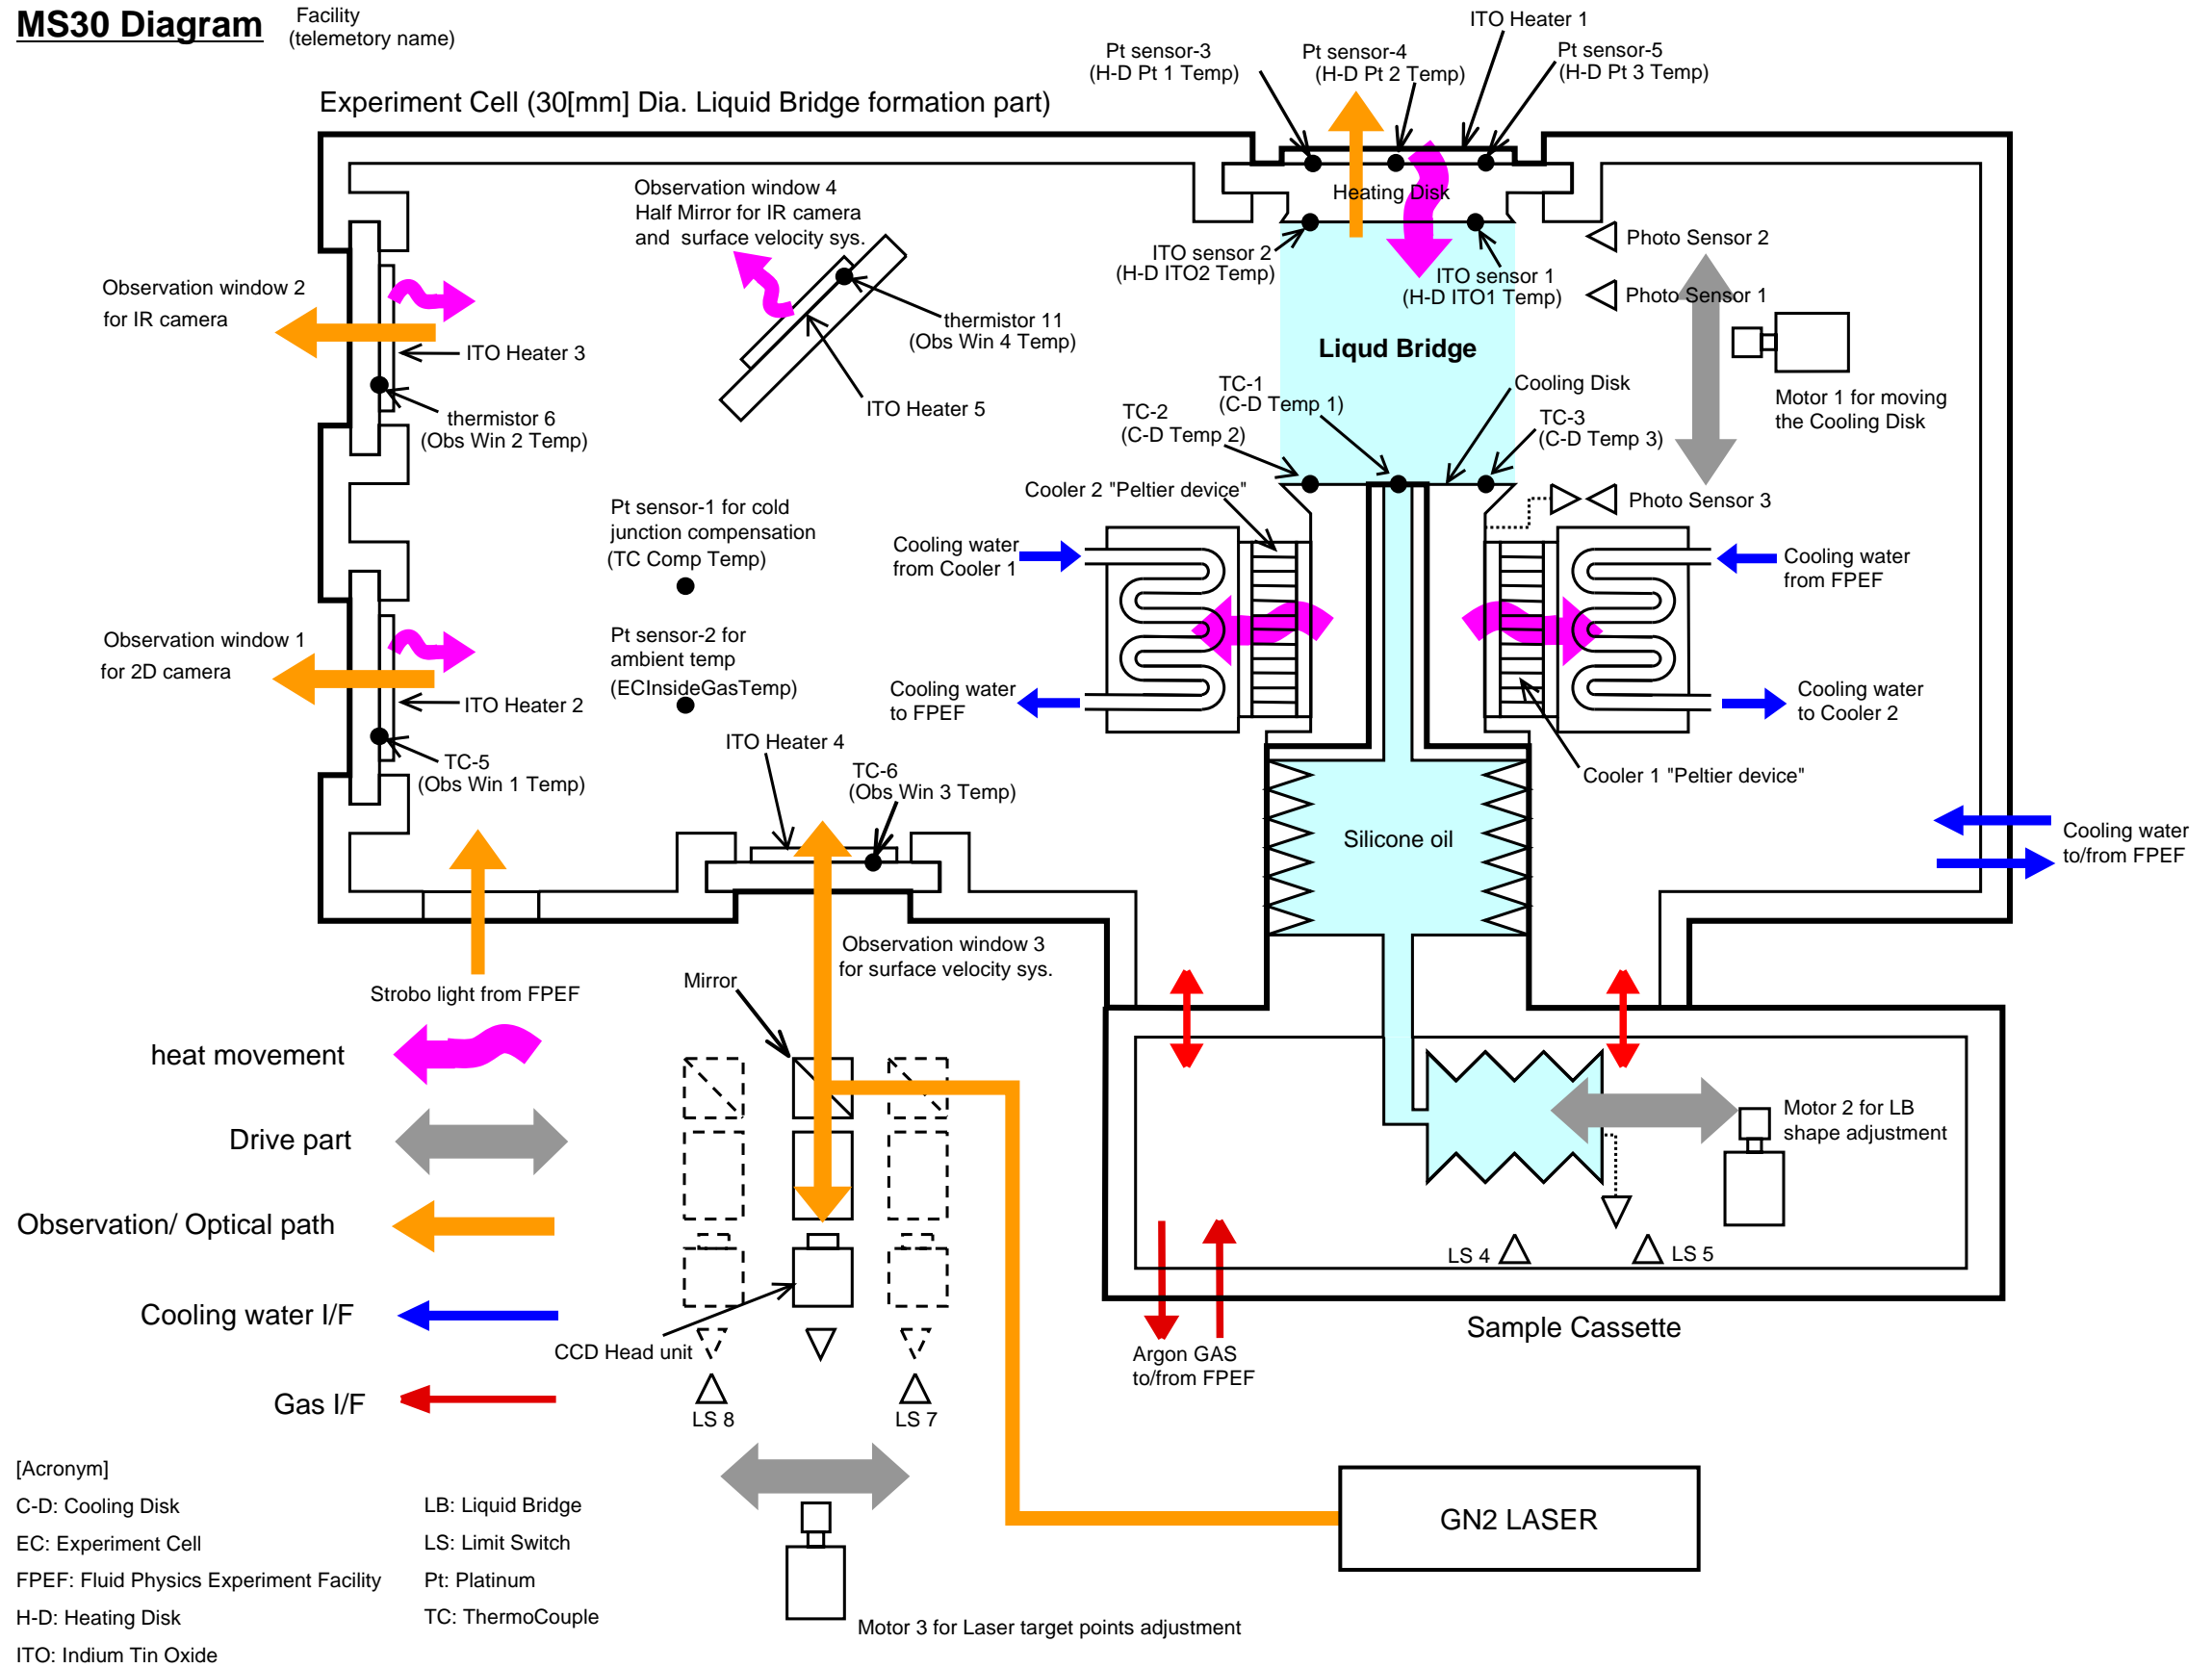 MS30 Diagram
Facility
(telemetory name)
Experiment Cell (30[mm] Dia. Liquid Bridge formation part)
ITO Heater 1
Pt sensor-3
(H-D Pt 1 Temp)
Pt sensor-4
(H-D Pt 2 Temp)
Pt sensor-5
(H-D Pt 3 Temp)
Heating Disk
Observation window 4
Half Mirror for IR camera
and surface velocity sys.
ITO sensor 2
(H-D ITO2 Temp)
ITO sensor 1
(H-D ITO1 Temp)
Photo Sensor 2
Photo Sensor 1
Observation window 2
for IR camera
ITO Heater 3
thermistor 6
(Obs Win 2 Temp)
thermistor 11
(Obs Win 4 Temp)
ITO Heater 5
Liqud Bridge
Motor 1 for moving
the Cooling Disk
TC-1
(C-D Temp 1)
Cooling Disk
TC-2
(C-D Temp 2)
TC-3
(C-D Temp 3)
Cooler 2 "Peltier device"
Photo Sensor 3
Pt sensor-1 for cold
junction compensation
(TC Comp Temp)
Cooling water
from Cooler 1
Cooling water
from FPEF
Observation window 1
for 2D camera
Pt sensor-2 for
ambient temp
(ECInsideGasTemp)
Cooling water
to FPEF
Cooling water
to Cooler 2
ITO Heater 2
TC-5
(Obs Win 1 Temp)
ITO Heater 4
TC-6
(Obs Win 3 Temp)
Cooler 1 "Peltier device"
Silicone oil
Cooling water
to/from FPEF
Observation window 3
for surface velocity sys.
Strobo light from FPEF
Mirror
heat movement
Drive part
Observation/ Optical path
Cooling water I/F
Gas I/F
Motor 2 for LB
shape adjustment
LS 4
LS 5
Sample Cassette
CCD Head unit
Argon GAS
to/from FPEF
LS 8
LS 7
GN2 LASER
Motor 3 for Laser target points adjustment
[Acronym]
C-D: Cooling Disk
EC: Experiment Cell
FPEF: Fluid Physics Experiment Facility
H-D: Heating Disk
ITO: Indium Tin Oxide
LB: Liquid Bridge
LS: Limit Switch
Pt: Platinum
TC: ThermoCouple